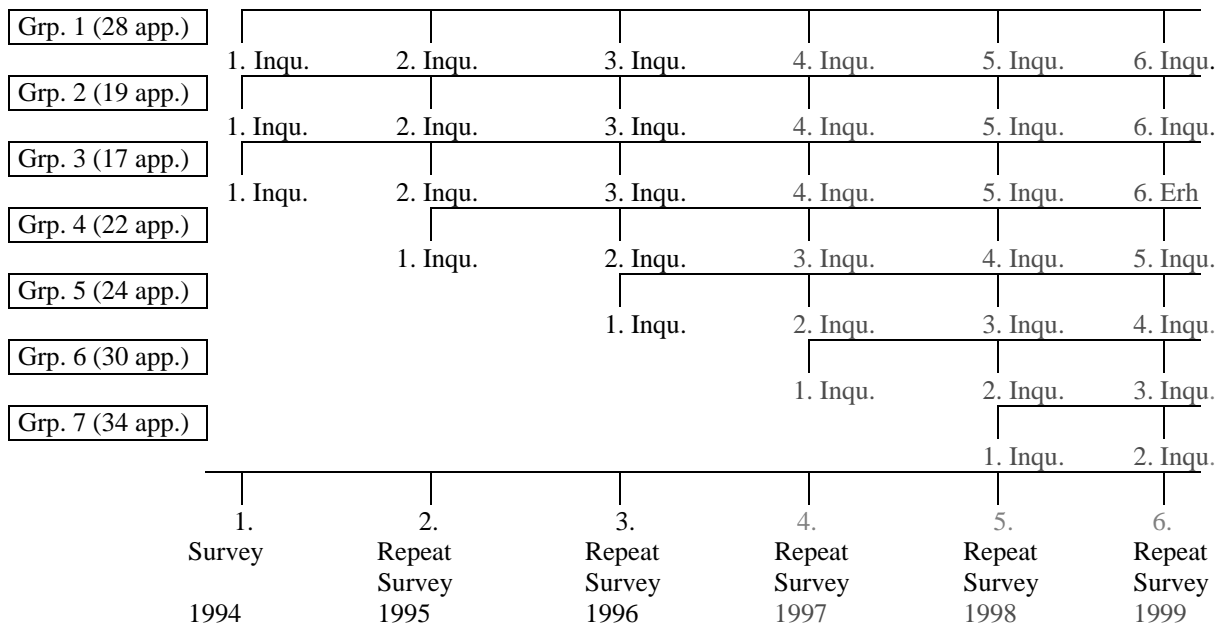 Grp. 1 (28 app.)
1. Inqu. 2. Inqu. 3. Inqu. 4. Inqu. 5. Inqu. 6. Inqu.
Grp. 2 (19 app.)
1. Inqu. 2. Inqu. 3. Inqu. 4. Inqu. 5. Inqu. 6. Inqu.
Grp. 3 (17 app.)
1. Inqu. 2. Inqu. 3. Inqu. 4. Inqu. 5. Inqu. 6. Erh
Grp. 4 (22 app.)
1. Inqu. 2. Inqu. 3. Inqu. 4. Inqu. 5. Inqu.
Grp. 5 (24 app.)
1. Inqu. 2. Inqu. 3. Inqu. 4. Inqu.
Grp. 6 (30 app.)
1. Inqu. 2. Inqu. 3. Inqu.
Grp. 7 (34 app.)
1. Inqu. 2. Inqu.
1. 2. 3. 4. 5. 6.
Survey Repeat Repeat Repeat Repeat Repeat
Survey Survey Survey Survey Survey
1994 1995 1996 1997 1998 1999